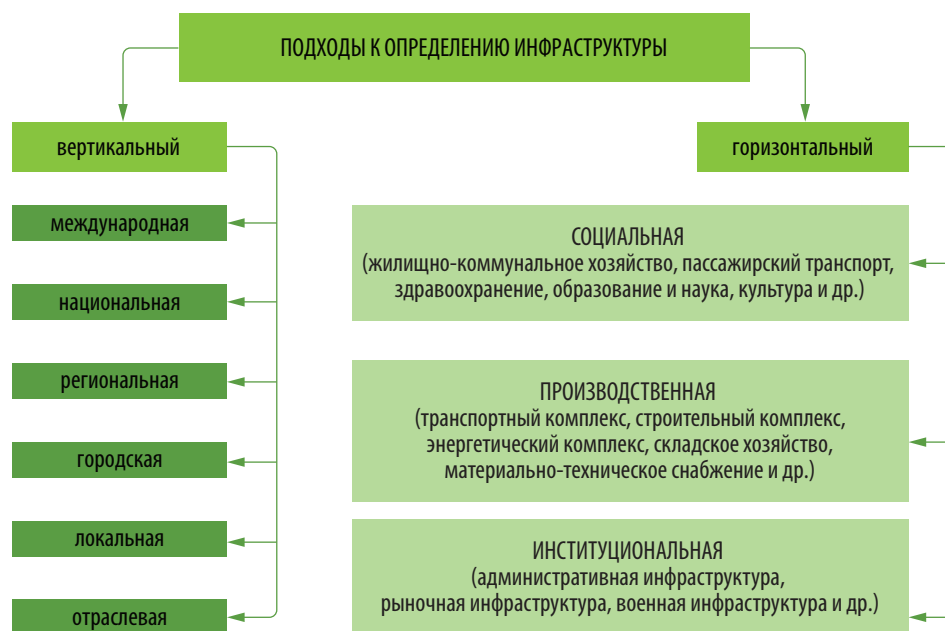 ПОДХОДЫ К ОПРЕДЕЛЕНИЮ ИНФРАСТРУКТУРЫ
вертикальный
международная
национальная
региональная
городская
локальная
отраслевая
горизонтальный
СОЦИАЛЬНАЯ
(жилищно-коммунальное хозяйство, пассажирский транспорт,
здравоохранение, образование и наука, культура и др.)
ПРОИЗВОДСТВЕННАЯ
(транспортный комплекс, строительный комплекс,
энергетический комплекс, складское хозяйство,
материально-техническое снабжение и др.)
ИНСТИТУЦИОНАЛЬНАЯ
(административная инфраструктура,
рыночная инфраструктура, военная инфраструктура и др.)